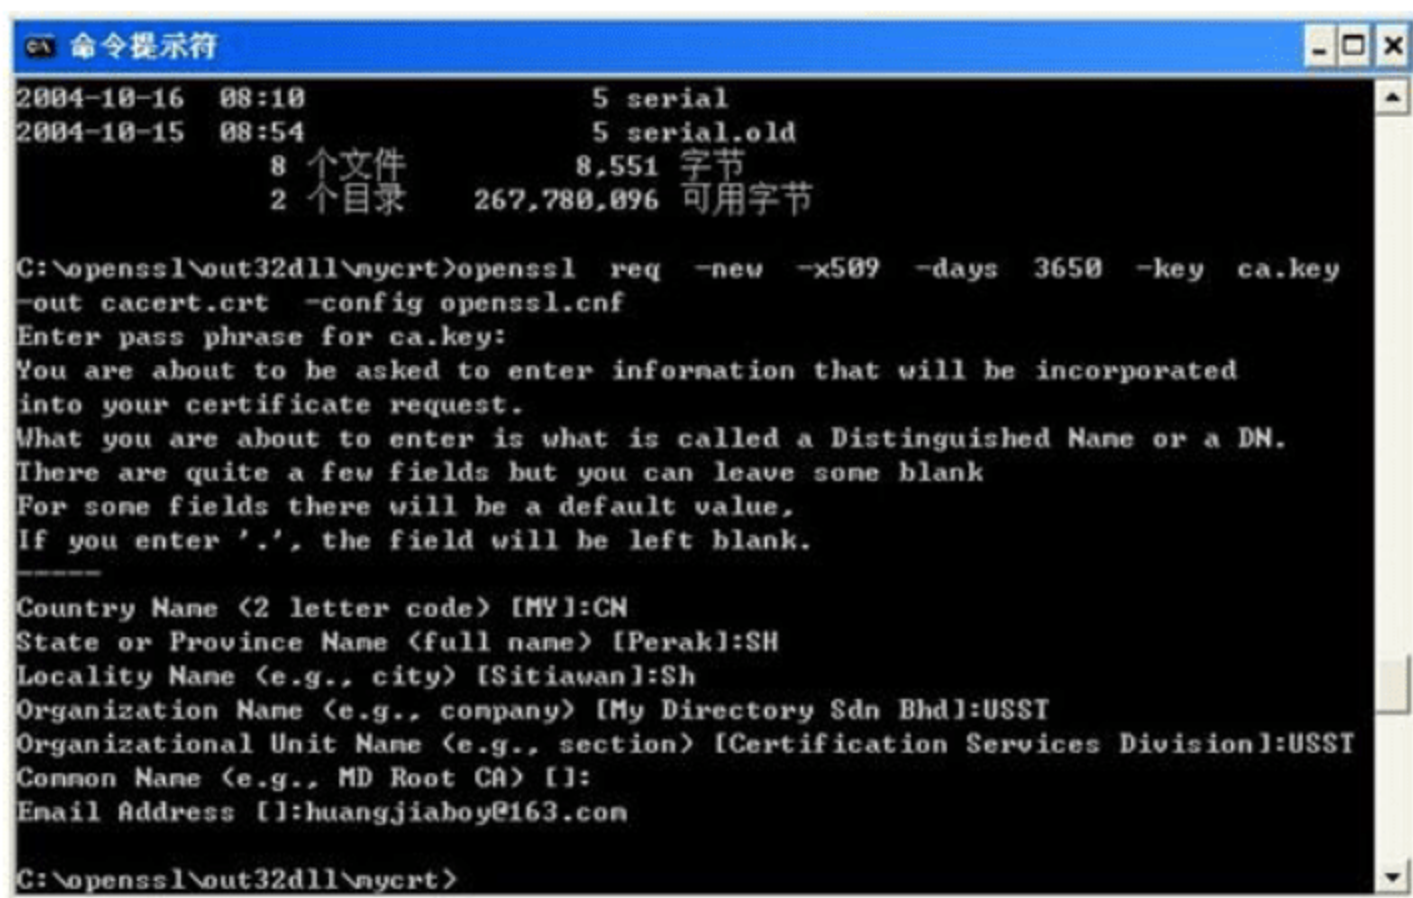 命令提示符
2004-10-16  08:10                 5 serial
2004-10-15  08:54                 5 serial.old
8 个文件          8,551 字节
2 个目录    267,780,096 可用字节
C:\openssl\out32dll\mycrt>openssl  req  -new  -x509  -days  3650  -key  ca.key
-out cacert.crt  -config openssl.cnf
Enter pass phrase for ca.key:
You are about to be asked to enter information that will be incorporated
into your certificate request.
What you are about to enter is what is called a Distinguished Name or a DN.
There are quite a few fields but you can leave some blank
For some fields there will be a default value,
If you enter '.', the field will be left blank.
-----
Country Name (2 letter code) [MY]:CN
State or Province Name (full name) [Perak]:SH
Locality Name (e.g., city) [Sitiawan]:Sh
Organization Name (e.g., company) [My Directory Sdn Bhd]:USST
Organizational Unit Name (e.g., section) [Certification Services Division]:USST
Common Name (e.g., MD Root CA) []:
Email Address []:huangjiaboy@163.com
C:\openssl\out32dll\mycrt>